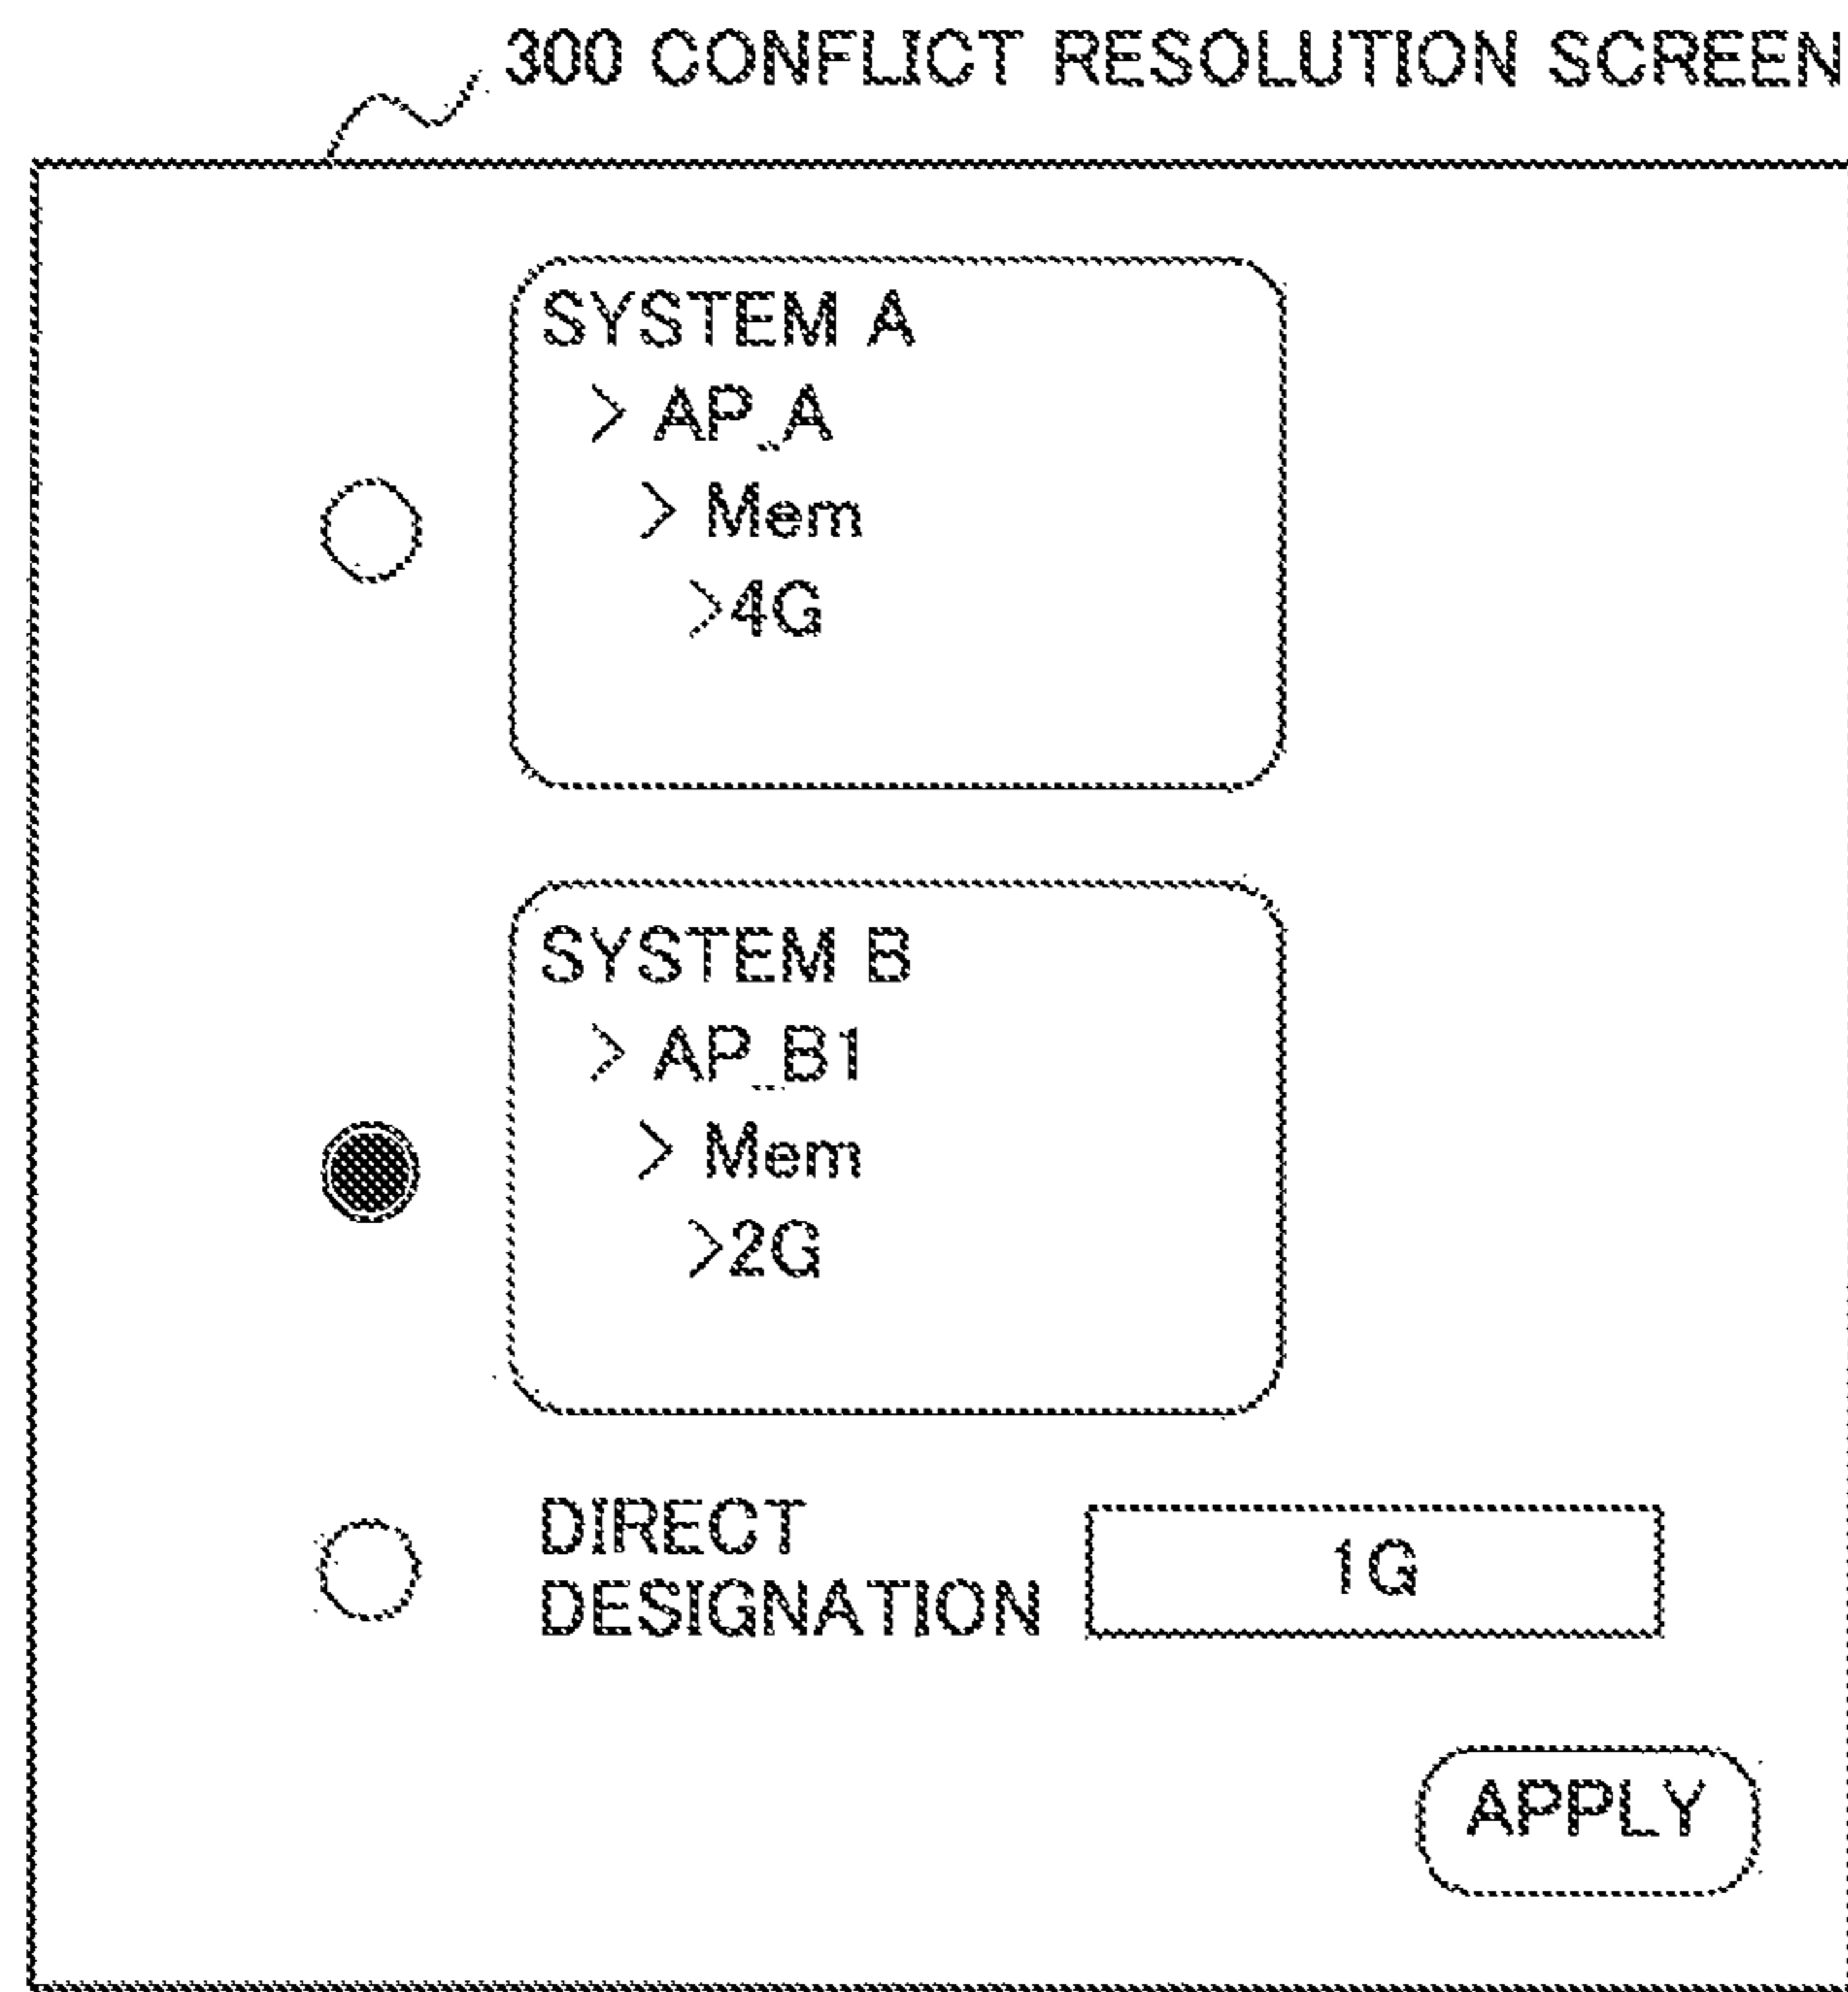 300 CONFLICT RESOLUTION SCREEN
SYSTEM A
> AP_A
> Mem
>4G
SYSTEM B
> AP_B1
> Mem
>2G
DIRECT
DESIGNATION
1G
APPLY